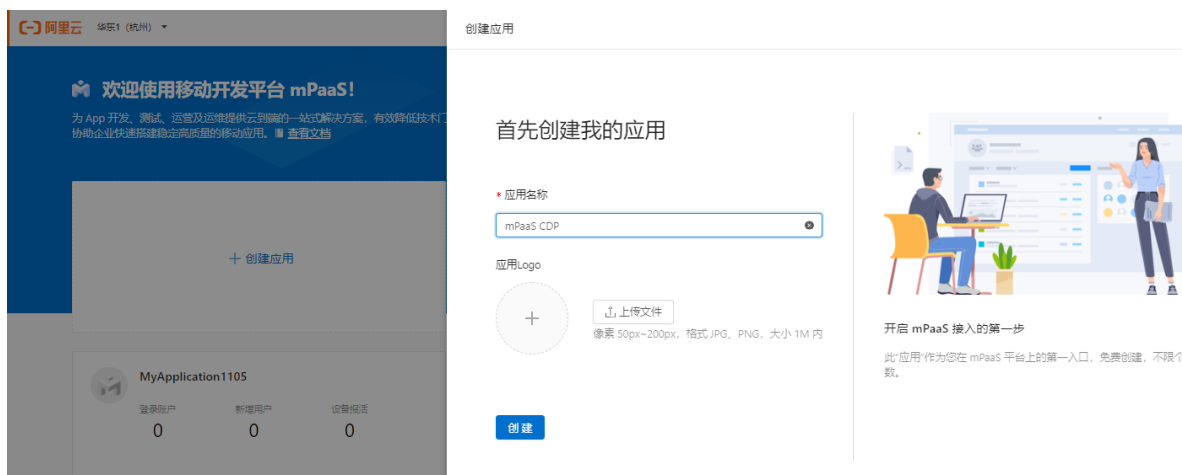 阿里云 华东1（杭州）
欢迎使用移动开发平台 mPaaS！
为 App 开发、测试、运营及运维提供云到端的一站式解决方案，有效降低技术门
协助企业快速搭建稳定高质量的移动应用。 查看文档
+ 创建应用
MyApplication1105
登录账户 新增用户 设备报活
0 0 0
创建应用
首先创建我的应用
* 应用名称
mPaaS CDP
应用Logo
上传文件
像素 50px~200px，格式 JPG、PNG，大小 1M 内
创建
开启 mPaaS 接入的第一步
此“应用”作为您在 mPaaS 平台上的第一入口，免费创建，不限个
数。